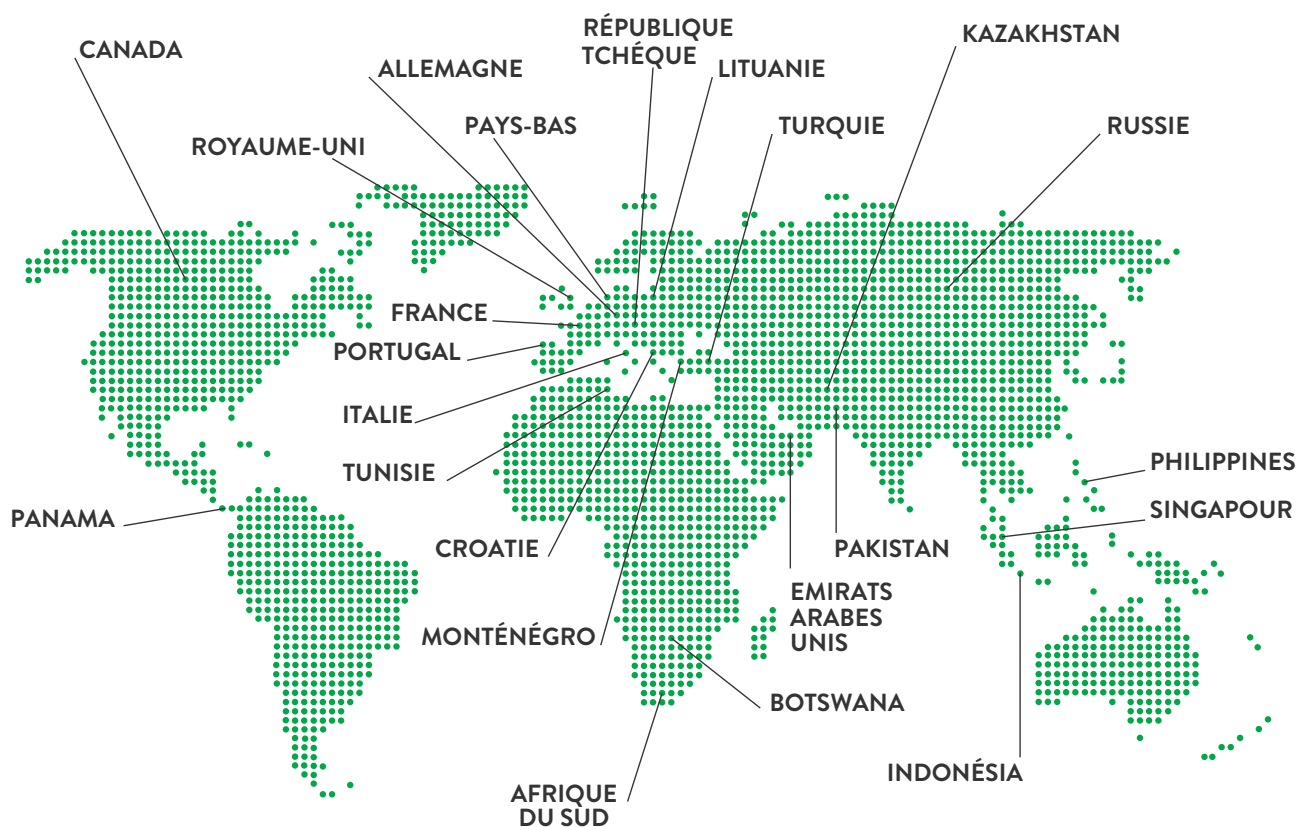 CANADA
RÉPUBLIQUE
TCHÉQUE
KAZAKHSTAN
ALLEMAGNE
LITUANIE
PAYS-BAS
TURQUIE
RUSSIE
ROYAUME-UNI
FRANCE
PORTUGAL
ITALIE
TUNISIE
PHILIPPINES
PANAMA
SINGAPOUR
CROATIE
PAKISTAN
EMIRATS
ARABES
UNIS
MONTÉNÉGRO
BOTSWANA
INDONÉSIA
AFRIQUE
DU SUD